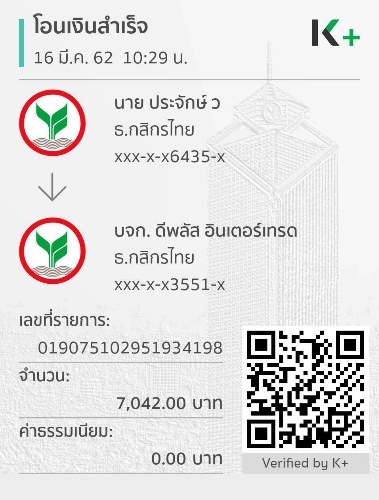 โอนเงินสำเร็จ
16 มี.ค. 62 10:29 น.
K+
นาย ประจักษ์ ว
ธ.กสิกรไทย
xxx-x-x6435-x
บจก. ดีพลัส อินเตอร์เทรด
ธ.กสิกรไทย
xxx-x-x3551-x
เลขที่รายการ:
019075102951934198
จำนวน:
7,042.00 บาท
ค่าธรรมเนียม:
0.00 บาท
Verified by K+